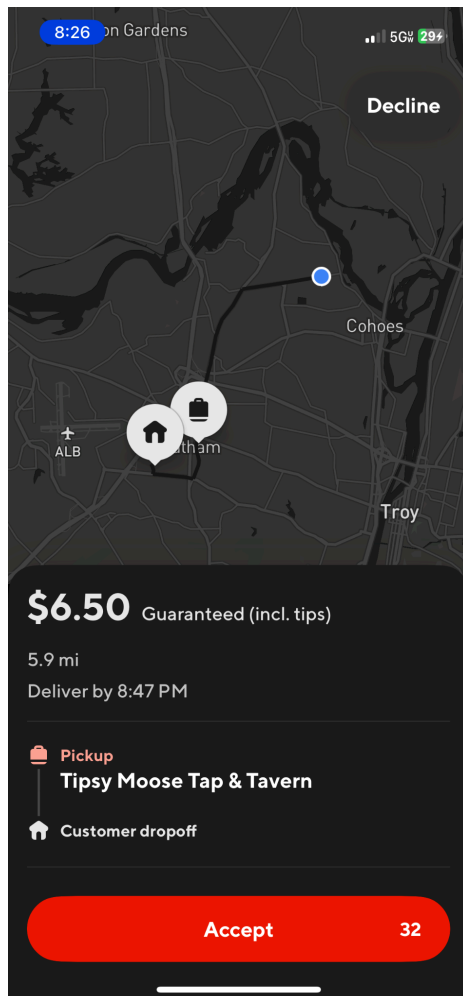 8:26
on Gardens
5G
29
Decline
Cohoes
ALB
tham
Troy
$6.50 Guaranteed (incl. tips)
5.9 mi
Deliver by 8:47 PM
Pickup
Tipsy Moose Tap & Tavern
Customer dropoff
Accept 32